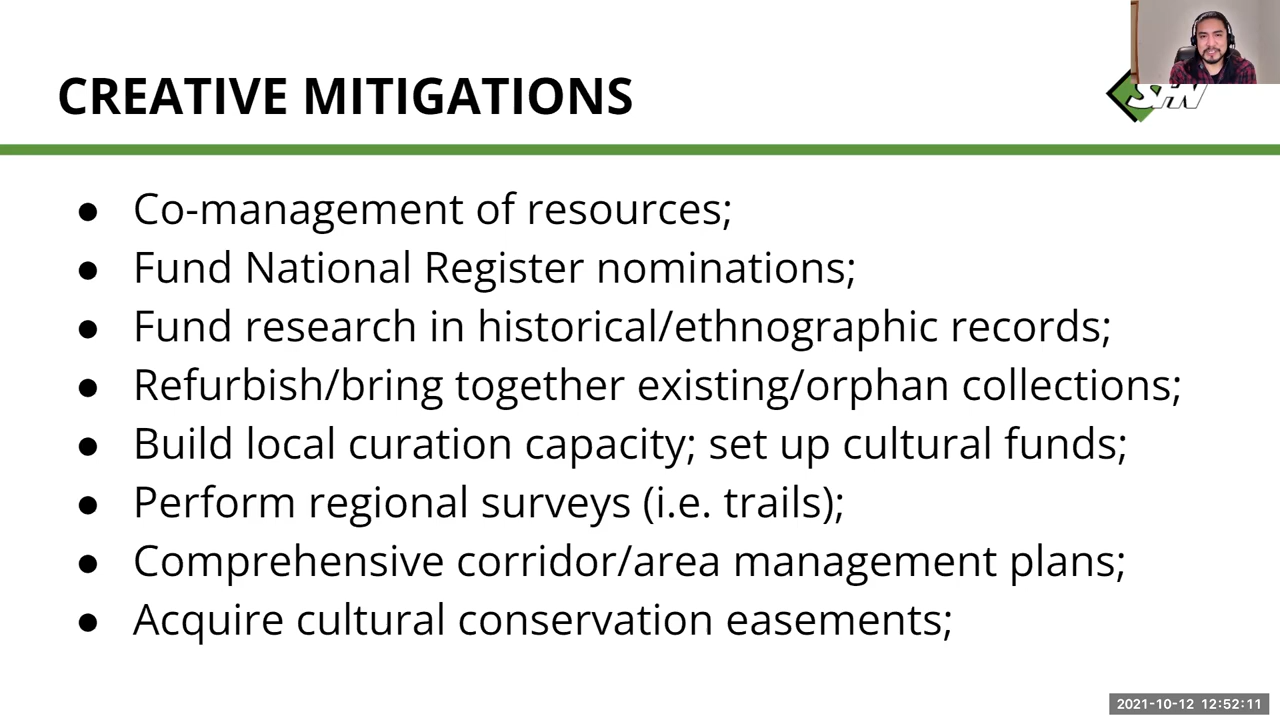 CREATIVE MITIGATIONS
● Co-management of resources;
● Fund National Register nominations;
● Fund research in historical/ethnographic records;
● Refurbish/bring together existing/orphan collections;
● Build local curation capacity; set up cultural funds;
● Perform regional surveys (i.e. trails);
● Comprehensive corridor/area management plans;
● Acquire cultural conservation easements;
2021-10-12 12:52:11